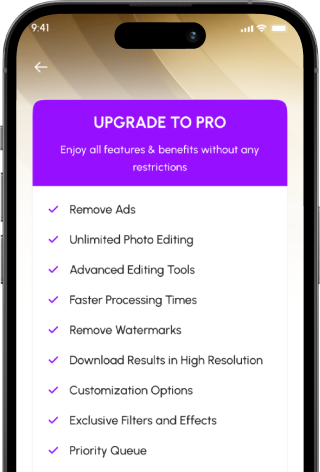 9:41
UPGRADE TO PRO
Enjoy all features & benefits without any
restrictions
Remove Ads
Unlimited Photo Editing
Advanced Editing Tools
Faster Processing Times
Remove Watermarks
Download Results in High Resolution
Customization Options
Exclusive Filters and Effects
Priority Queue